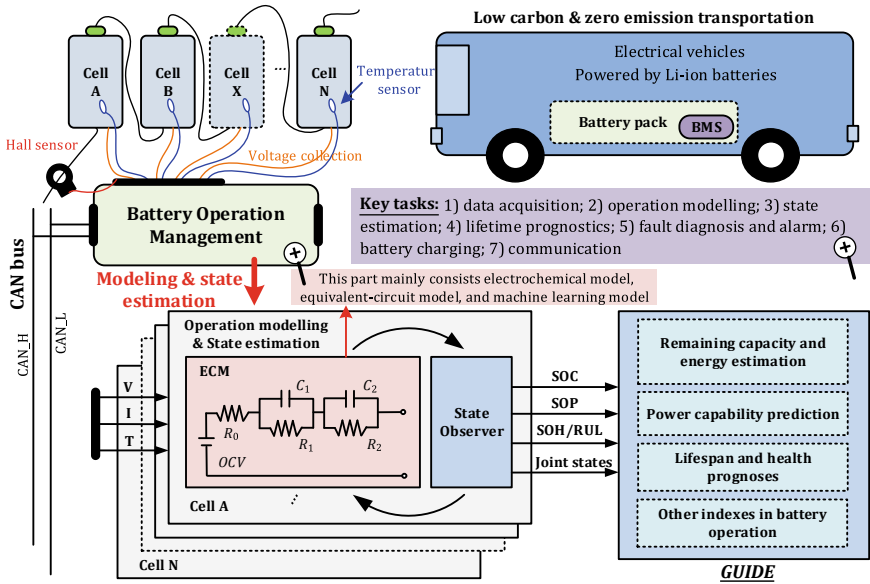 Low carbon & zero emission transportation
Electrical vehicles
Powered by Li-ion batteries
Battery pack
BMS
Cell
A
Cell
B
Cell
X
...
Cell
N
Temperatur
sensor
Hall sensor
Voltage collection
Battery Operation
Management
Key tasks: 1) data acquisition; 2) operation modelling; 3) state
estimation; 4) lifetime prognostics; 5) fault diagnosis and alarm; 6)
battery charging; 7) communication
CAN bus
CAN_H
CAN_L
Modeling & state
estimation
This part mainly consists electrochemical model,
equivalent-circuit model, and machine learning model
Operation modelling
& State estimation
ECM
C1
C2
R0
R1
R2
OCV
V
I
T
State
Observer
...
Cell A
Cell N
SOC
SOP
SOH/RUL
Joint states
Remaining capacity and
energy estimation
Power capability prediction
Lifespan and health
prognoses
Other indexes in battery
operation
GUIDE